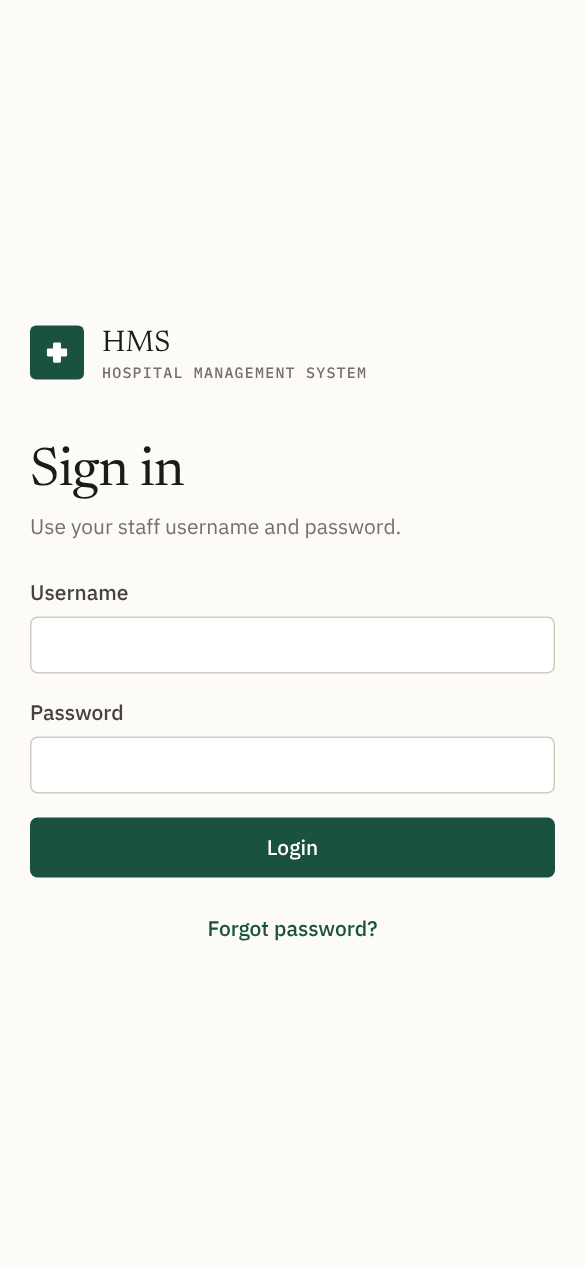 HMS
HOSPITAL MANAGEMENT SYSTEM
Sign in
Use your staff username and password.
Username
Password
Login
Forgot password?